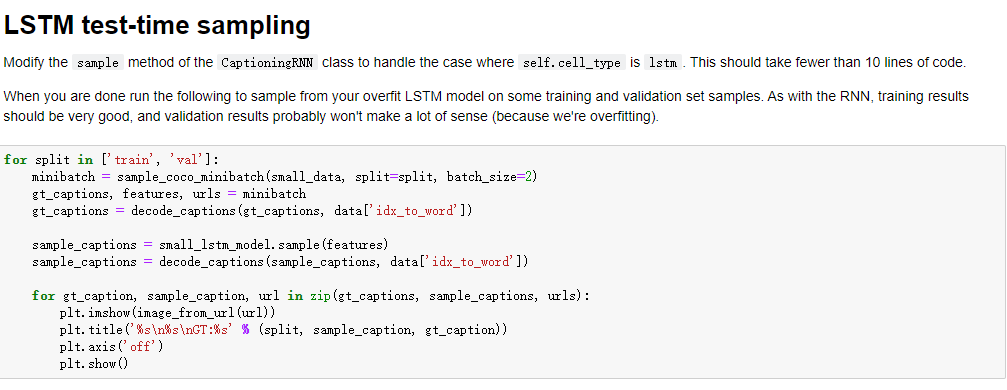 LSTM test-time sampling
Modify the sample method of the CaptioningRNN class to handle the case where self.cell_type is lstm. This should take fewer than 10 lines of code.
When you are done run the following to sample from your overfit LSTM model on some training and validation set samples. As with the RNN, training results
should be very good, and validation results probably won't make a lot of sense (because we're overfitting).
for split in ['train', 'val']:
    minibatch = sample_coco_minibatch(small_data, split=split, batch_size=2)
    gt_captions, features, urls = minibatch
    gt_captions = decode_captions(gt_captions, data['idx_to_word'])
    sample_captions = small_lstm_model.sample(features)
    sample_captions = decode_captions(sample_captions, data['idx_to_word'])
    for gt_caption, sample_caption, url in zip(gt_captions, sample_captions, urls):
        plt.imshow(image_from_url(url))
        plt.title('%s\n%s\nGT:%s' % (split, sample_caption, gt_caption))
        plt.axis('off')
        plt.show()